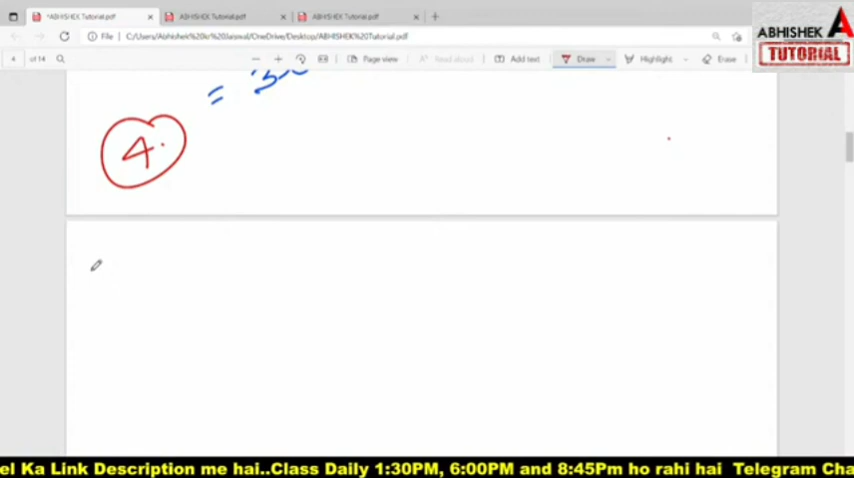 *ABHISHEK Tutorial.pdf
ABHISHEK Tutorial.pdf
ABHISHEK Tutorial.pdf
File | C:/Users/Abhishek%20kr%20Jaiswal/OneDrive/Desktop/ABHISHEK%20Tutorial.pdf
4 of 14
Page view
Read aloud
Add text
Draw
Highlight
Erase
ABHISHEK A
TUTORIAL
=
4.
el Ka Link Description me hai..Class Daily 1:30PM, 6:00PM and 8:45Pm ho rahi hai Telegram Cha